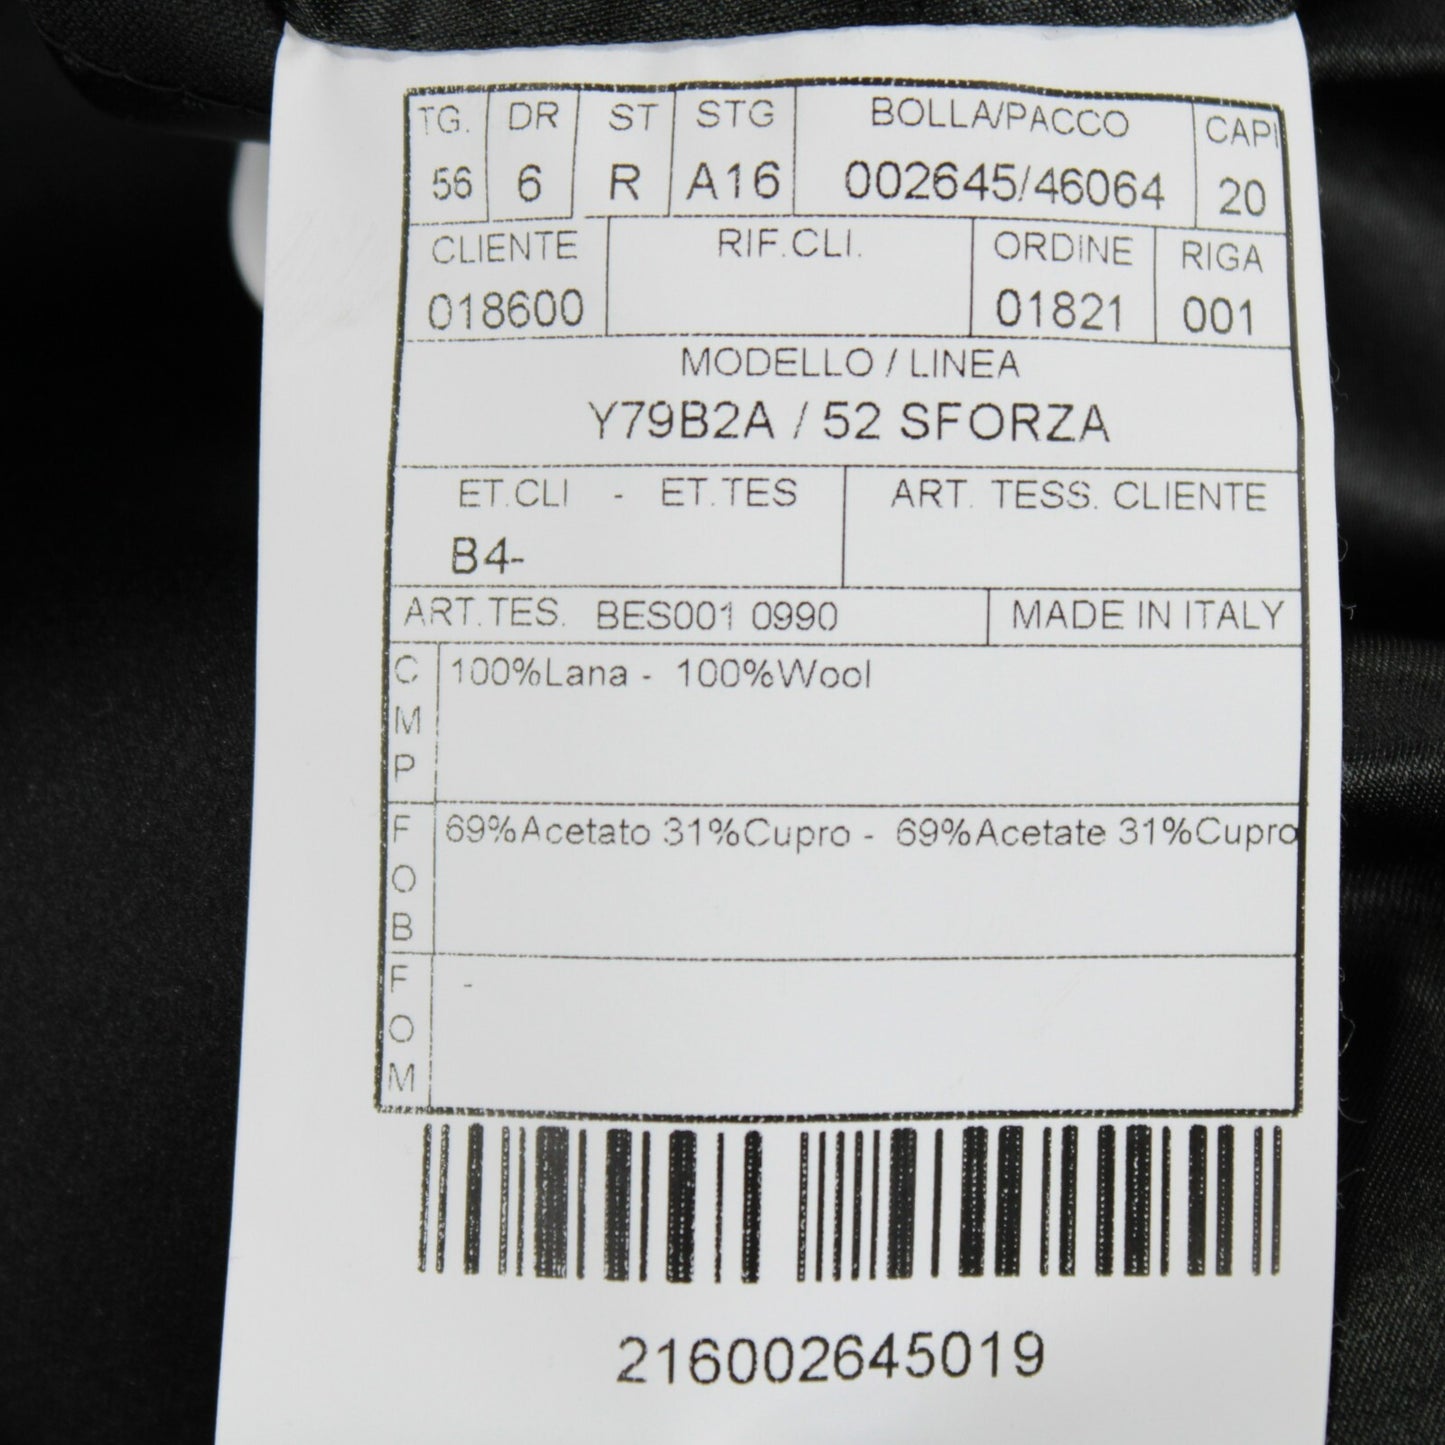 TG. DR ST STG BOLLA/PACCO CAPI
56 6 R A16 002645/46064 20
CLIENTE RIF.CLI. ORDINE RIGA
018600 01821 001
MODELLO / LINEA
Y79B2A / 52 SFORZA
ET.CLI - ET.TES ART. TESS. CLIENTE
B4-
ART.TES. BES001 0990 MADE IN ITALY
CMP 100%Lana - 100%Wool
FOB 69%Acetato 31%Cupro - 69%Acetate 31%Cupro
FOM -
216002645019